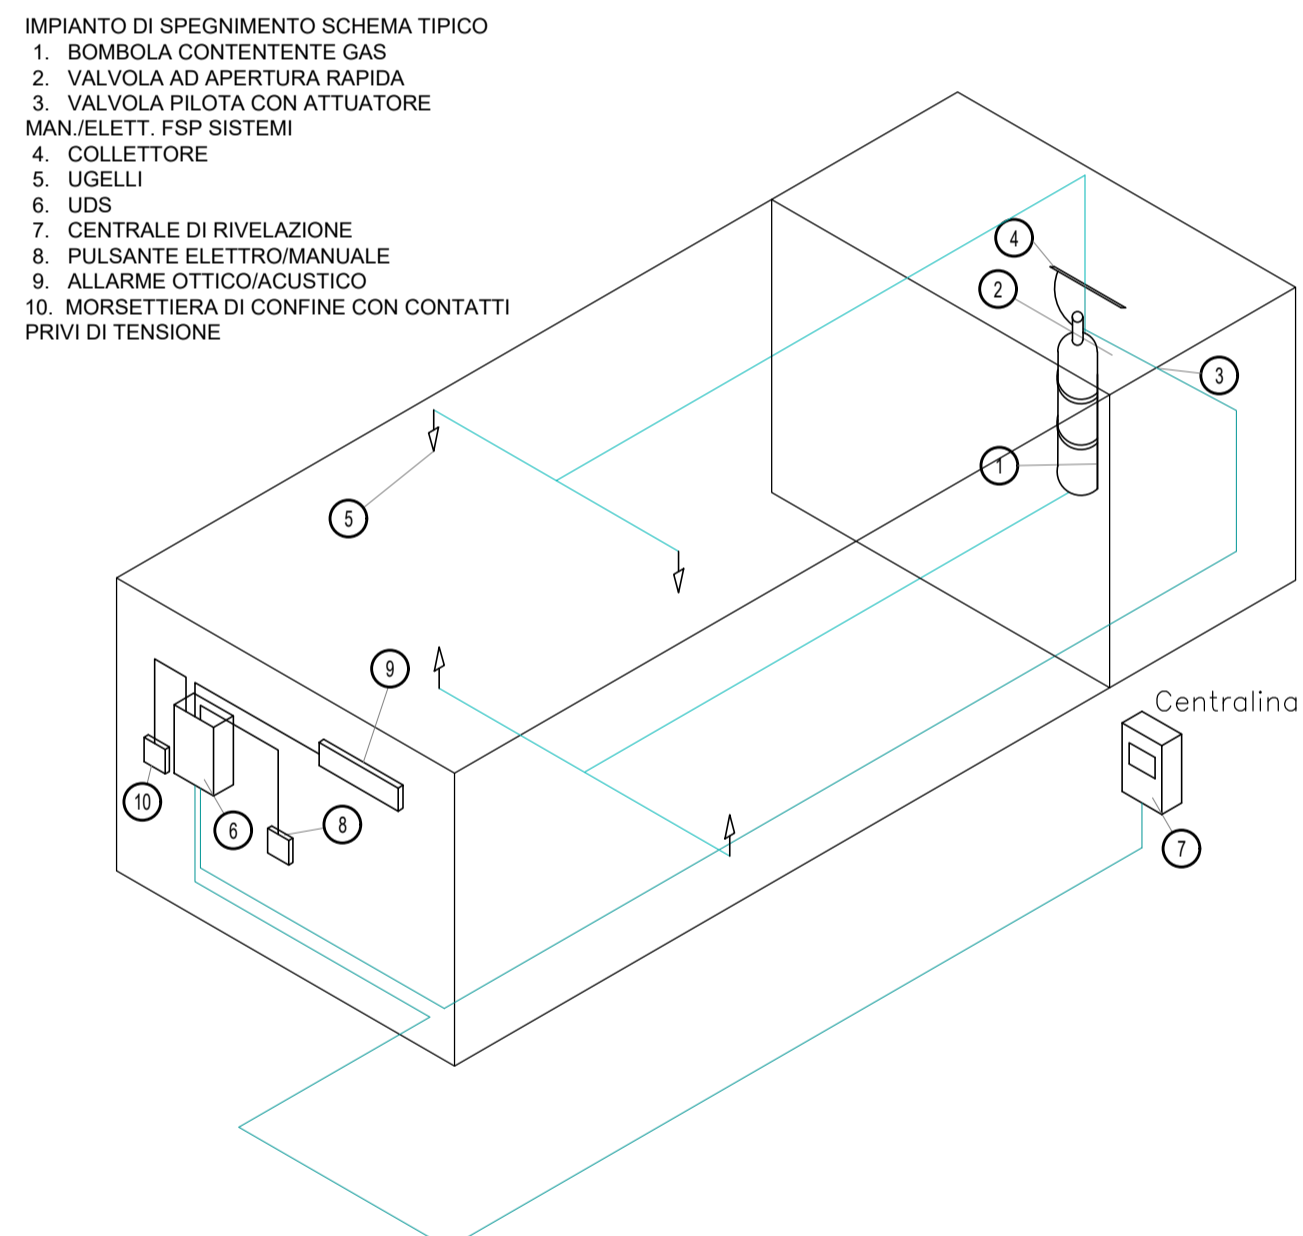 IMPIANTO DI SPEGNIMENTO SCHEMA TIPICO
1. BOMBOLA CONTENTENTE GAS
2. VALVOLA AD APERTURA RAPIDA
3. VALVOLA PILOTA CON ATTUATORE
MAN./ELETT. FSP SISTEMI
4. COLLETTORE
5. UGELLI
6. UDS
7. CENTRALE DI RIVELAZIONE
8. PULSANTE ELETTRO/MANUALE
9. ALLARME OTTICO/ACUSTICO
10. MORSETTIERA DI CONFINE CON CONTATTI
PRIVI DI TENSIONE
4
2
3
1
5
9
Centralina
10
6
8
7